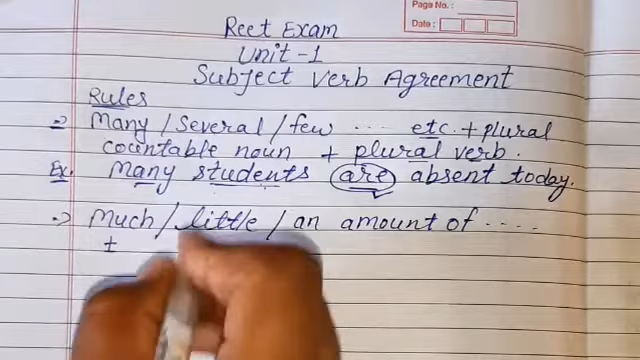 Page No.:
Date:
Reet Exam
Unit-1
Subject Verb Agreement
Rules
=> Many/Several/few ... etc. + plural
countable noun + plural verb.
Ex. Many students are absent today.
-> Much/little/an amount of ....
+